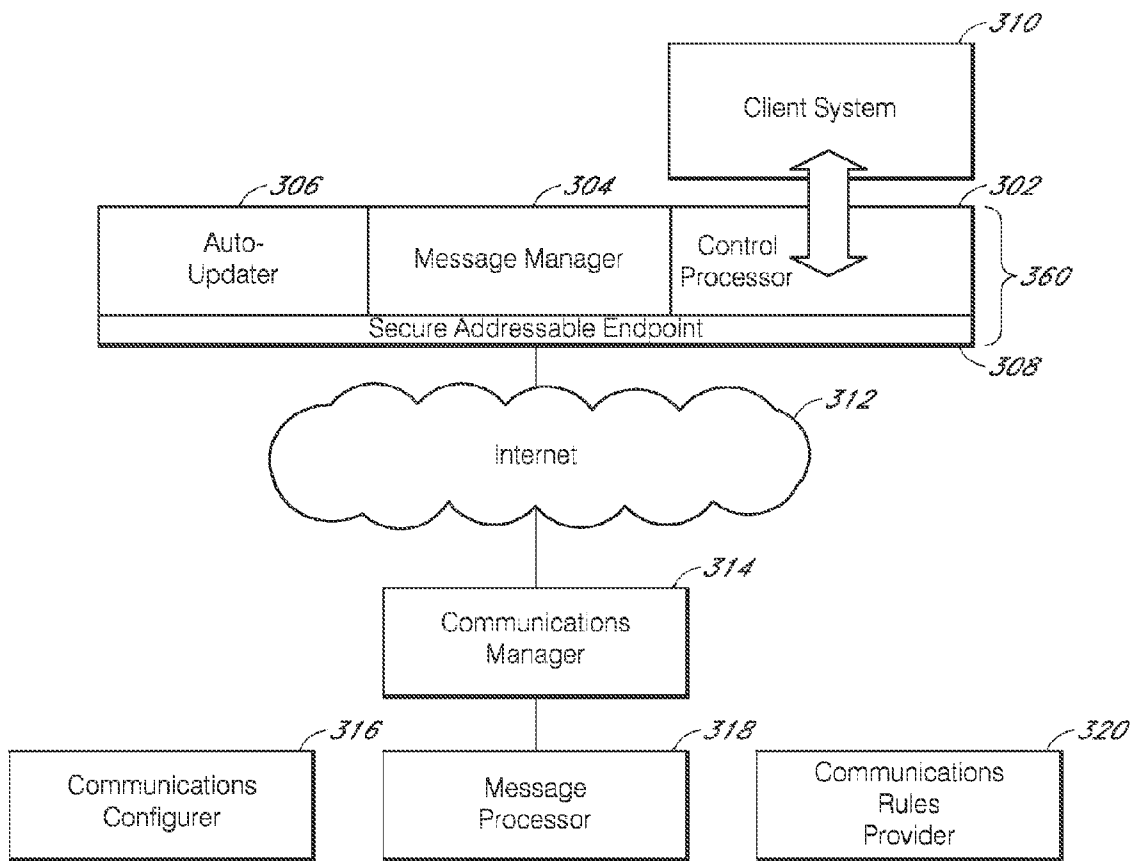 310
Client System
306
304
302
Auto-
Updater
Message Manager
Control
Processor
360
Secure Addressable Endpoint
308
312
Internet
314
Communications
Manager
316
318
320
Communications
Configurer
Message
Processor
Communications
Rules
Provider